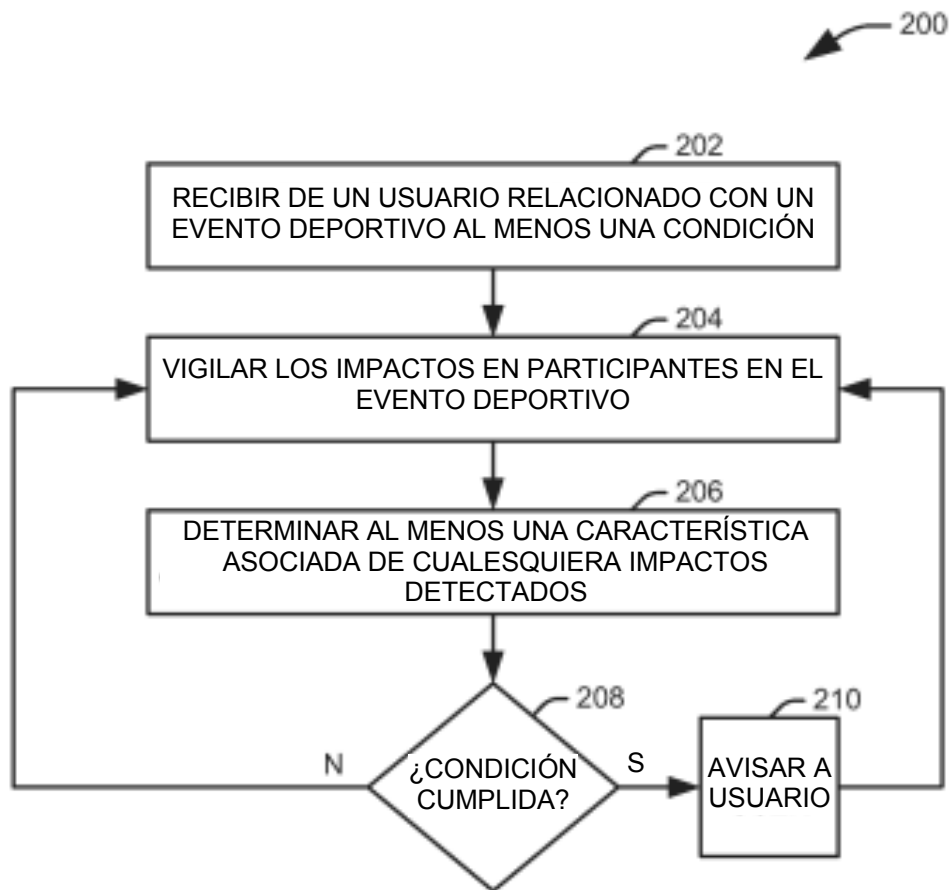 200
202
RECIBIR DE UN USUARIO RELACIONADO CON UN
EVENTO DEPORTIVO AL MENOS UNA CONDICIÓN
204
VIGILAR LOS IMPACTOS EN PARTICIPANTES EN EL
EVENTO DEPORTIVO
206
DETERMINAR AL MENOS UNA CARACTERÍSTICA
ASOCIADA DE CUALESQUIERA IMPACTOS
DETECTADOS
208
210
N
¿CONDICIÓN
CUMPLIDA?
S
AVISAR A
USUARIO